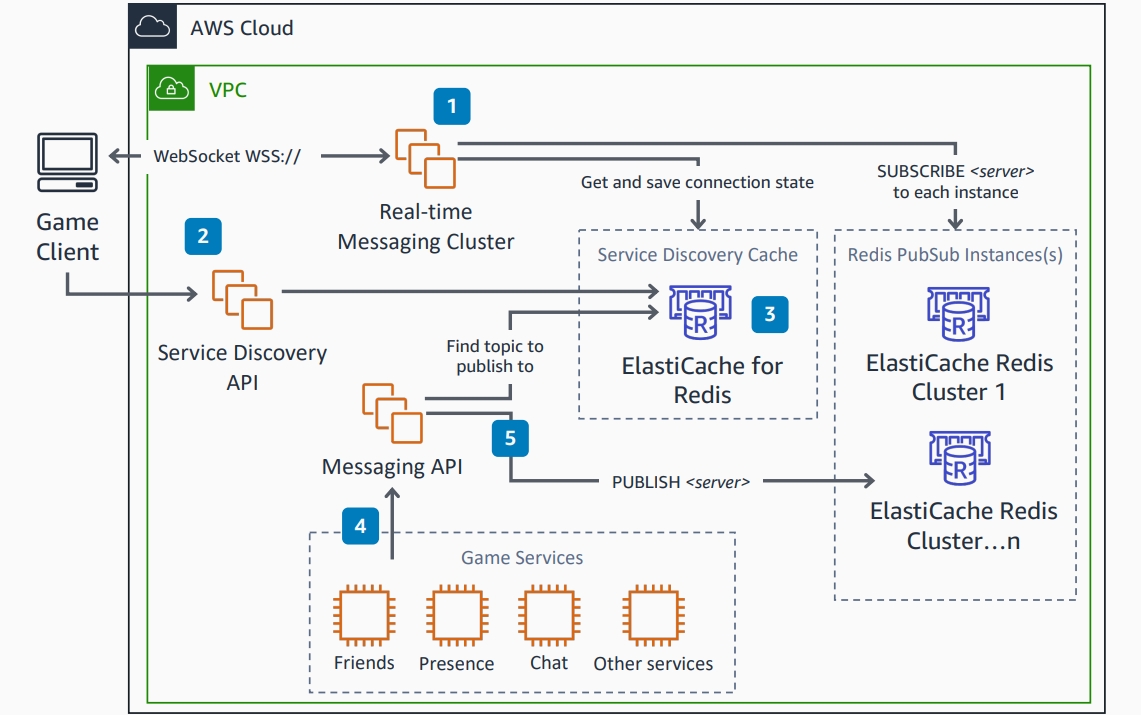 AWS Cloud
VPC
1
WebSocket WSS://
Get and save connection state
SUBSCRIBE <server>
to each instance
Game
Client
Real-time
Messaging Cluster
2
Service Discovery
API
Service Discovery Cache
R
3
ElastiCache for
Redis
Redis PubSub Instances(s)
R
ElastiCache Redis
Cluster 1
R
ElastiCache Redis
Cluster...n
Find topic to
publish to
Messaging API
5
PUBLISH <server>
4
Game Services
Friends
Presence
Chat
Other services